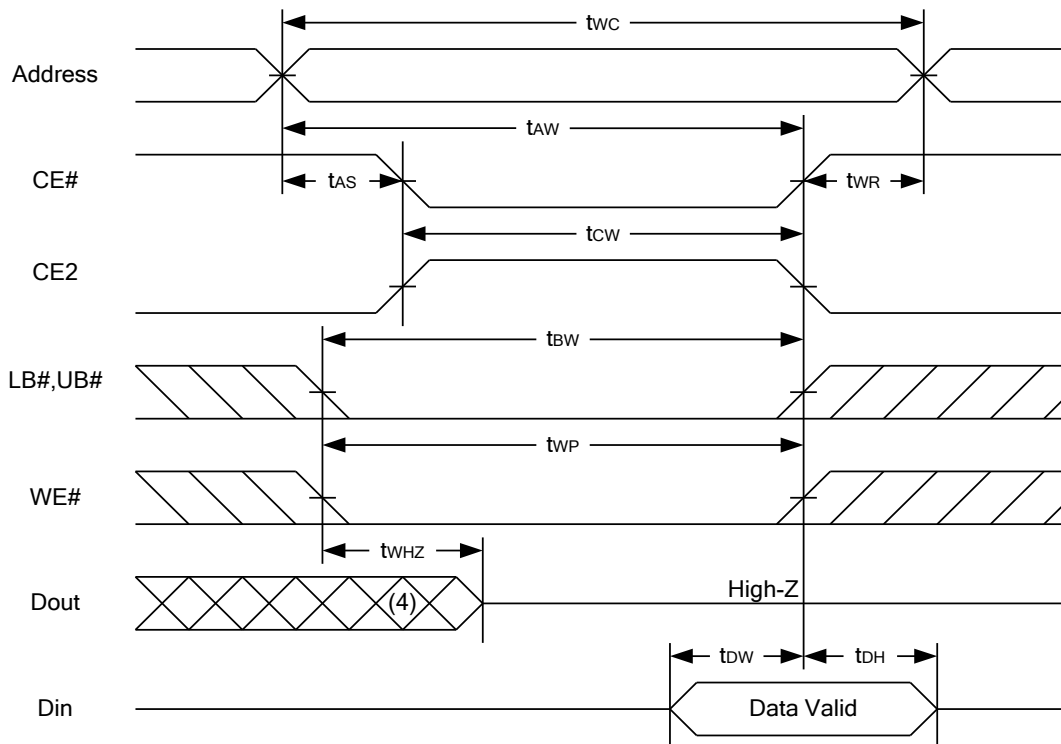 tWC
Address
tAW
CE#
tAS
tWR
tCW
CE2
tBW
LB#,UB#
tWP
WE#
tWHZ
Dout
(4)
High-Z
tDW
tDH
Din
Data Valid